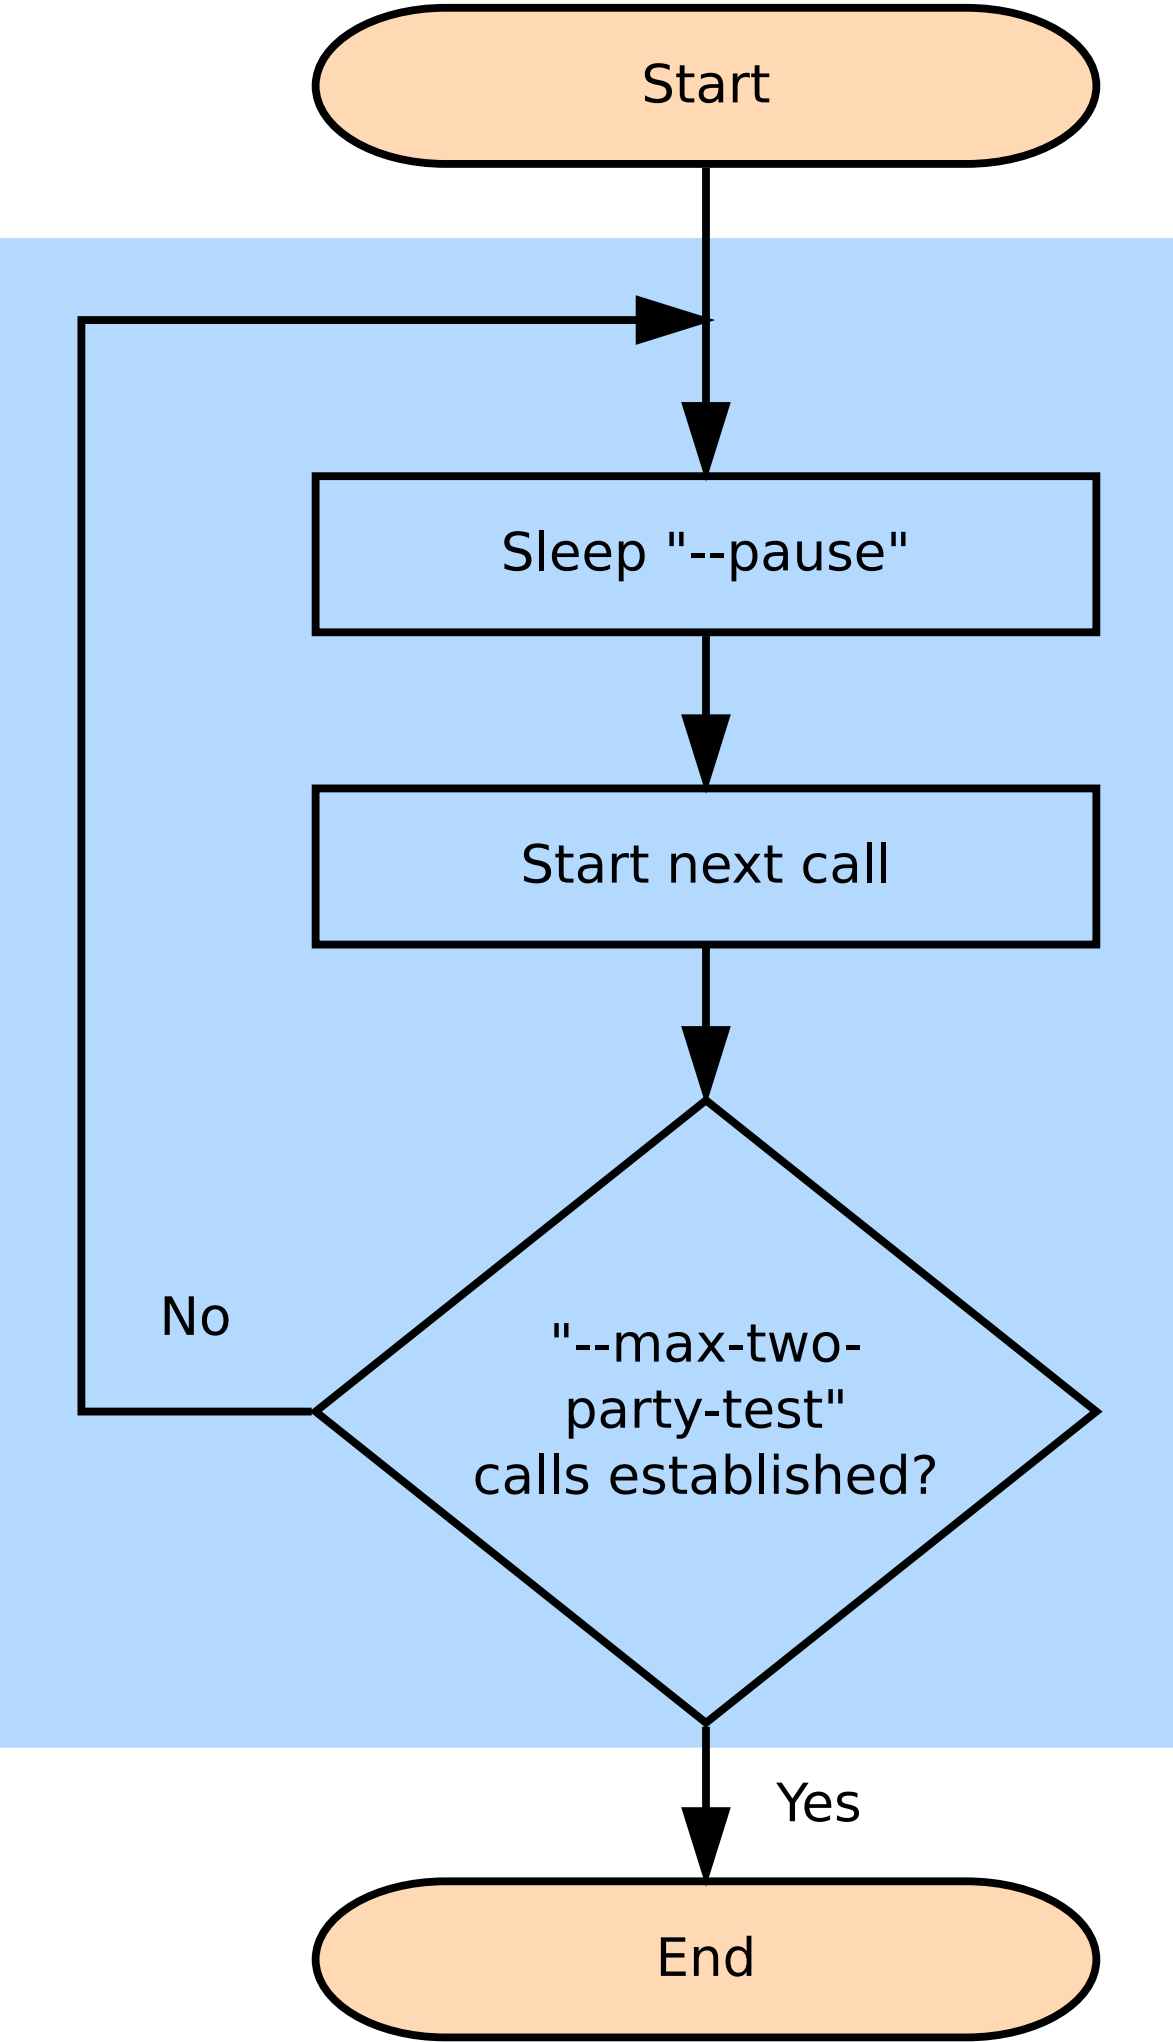 Start
Sleep "--pause"
Start next call
No
"--max-two-
party-test"
calls established?
Yes
End